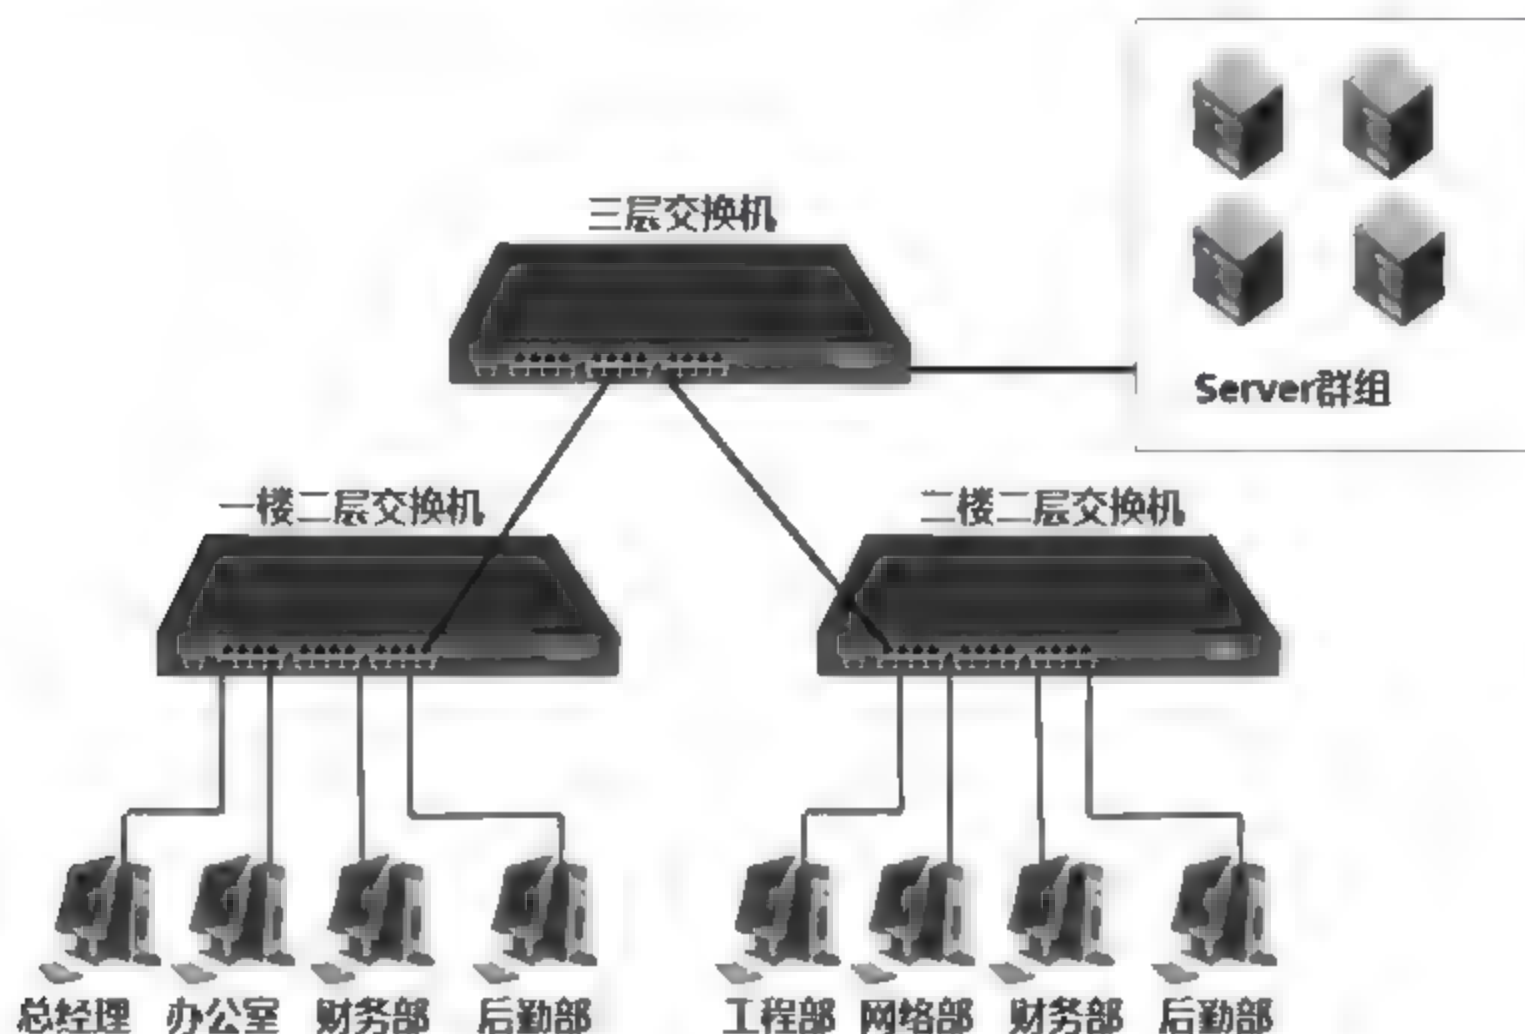 三层交换机
Server群组
一楼二层交换机
二楼二层交换机
总经理 办公室 财务部 后勤部 工程部 网络部 财务部 后勤部